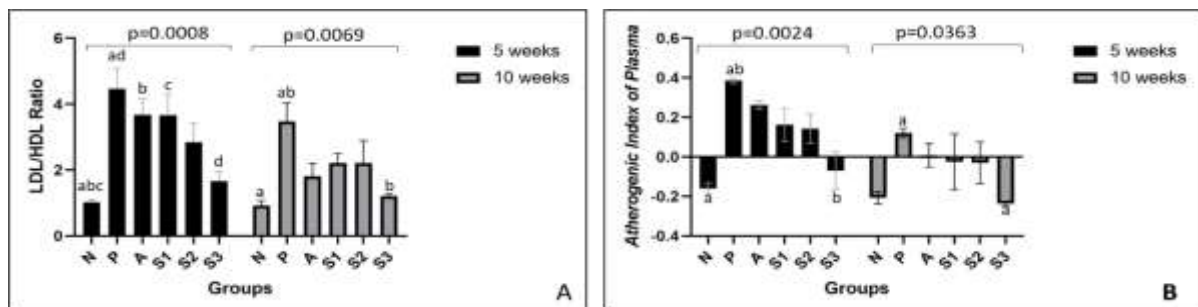 p=0.0008
p=0.0069
6
4
2
0
LDL/HDL Ratio
abc
ad
b
c
d
a
ab
b
5 weeks
10 weeks
N
P
A
S1
S2
S3
N
P
A
S1
S2
S3
Groups
A
p=0.0024
p=0.0363
0.6
0.4
0.2
0.0
-0.2
-0.4
Atherogenic Index of Plasma
a
ab
b
a
a
5 weeks
10 weeks
N
P
A
S1
S2
S3
N
P
A
S1
S2
S3
Groups
B